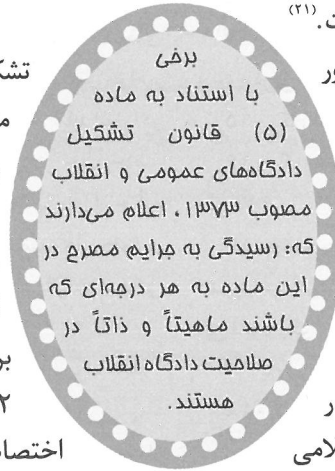 ت.(۲۱)
برخی
با استناد به ماده
(۵) قانون تشکیل
دادگاه‌های عمومی و انقلاب
مصوب ۱۳۷۳، اعلام می‌دارند
که: رسیدگی به جرایم مصرح در
این ماده به هر درجه‌ای که
باشند ماهیتاً و ذاتاً در
صلاحیت دادگاه انقلاب
هستند.